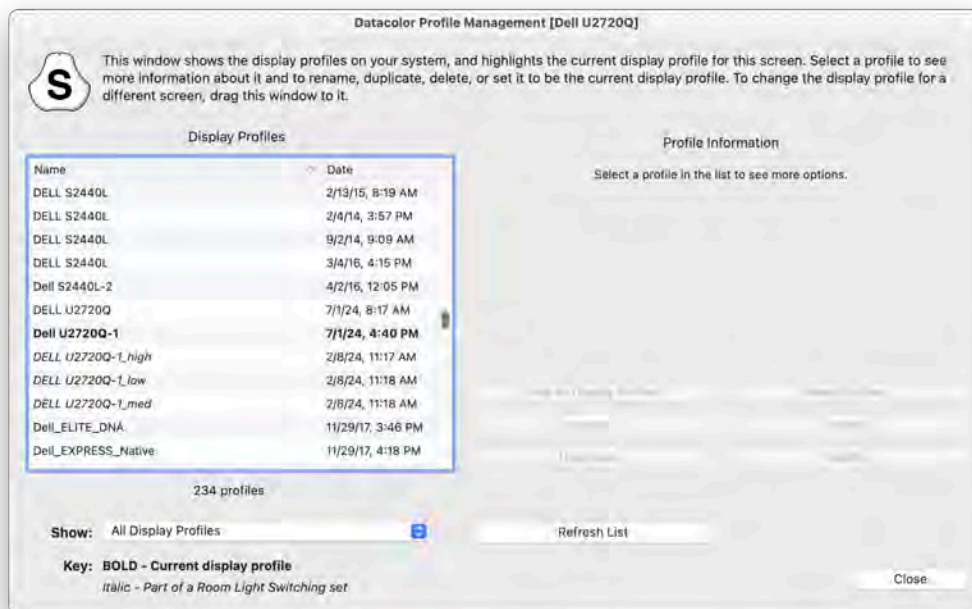 Datacolor Profile Management [Dell U2720Q]
S
This window shows the display profiles on your system, and highlights the current display profile for this screen. Select a profile to see
more information about it and to rename, duplicate, delete, or set it to be the current display profile. To change the display profile for a
different screen, drag this window to it.
Display Profiles
Profile Information
Select a profile in the list to see more options.
Name Date
DELL S2440L 2/13/15, 8:19 AM
DELL S2440L 2/4/14, 3:57 PM
DELL S2440L 9/2/14, 9:09 AM
DELL S2440L 3/4/16, 4:15 PM
Dell S2440L-2 4/2/16, 12:05 PM
DELL U2720Q 7/1/24, 8:17 AM
Dell U2720Q-1 7/1/24, 4:40 PM
DELL U2720Q-1_high 2/8/24, 11:17 AM
DELL U2720Q-1_low 2/8/24, 11:18 AM
DELL U2720Q-1_med 2/8/24, 11:18 AM
Dell_ELITE_DNA 11/29/17, 3:46 PM
Dell_EXPRESS_Native 11/29/17, 4:18 PM
234 profiles
Show: All Display Profiles
Refresh List
Key: BOLD - Current display profile
Italic - Part of a Room Light Switching set
Close